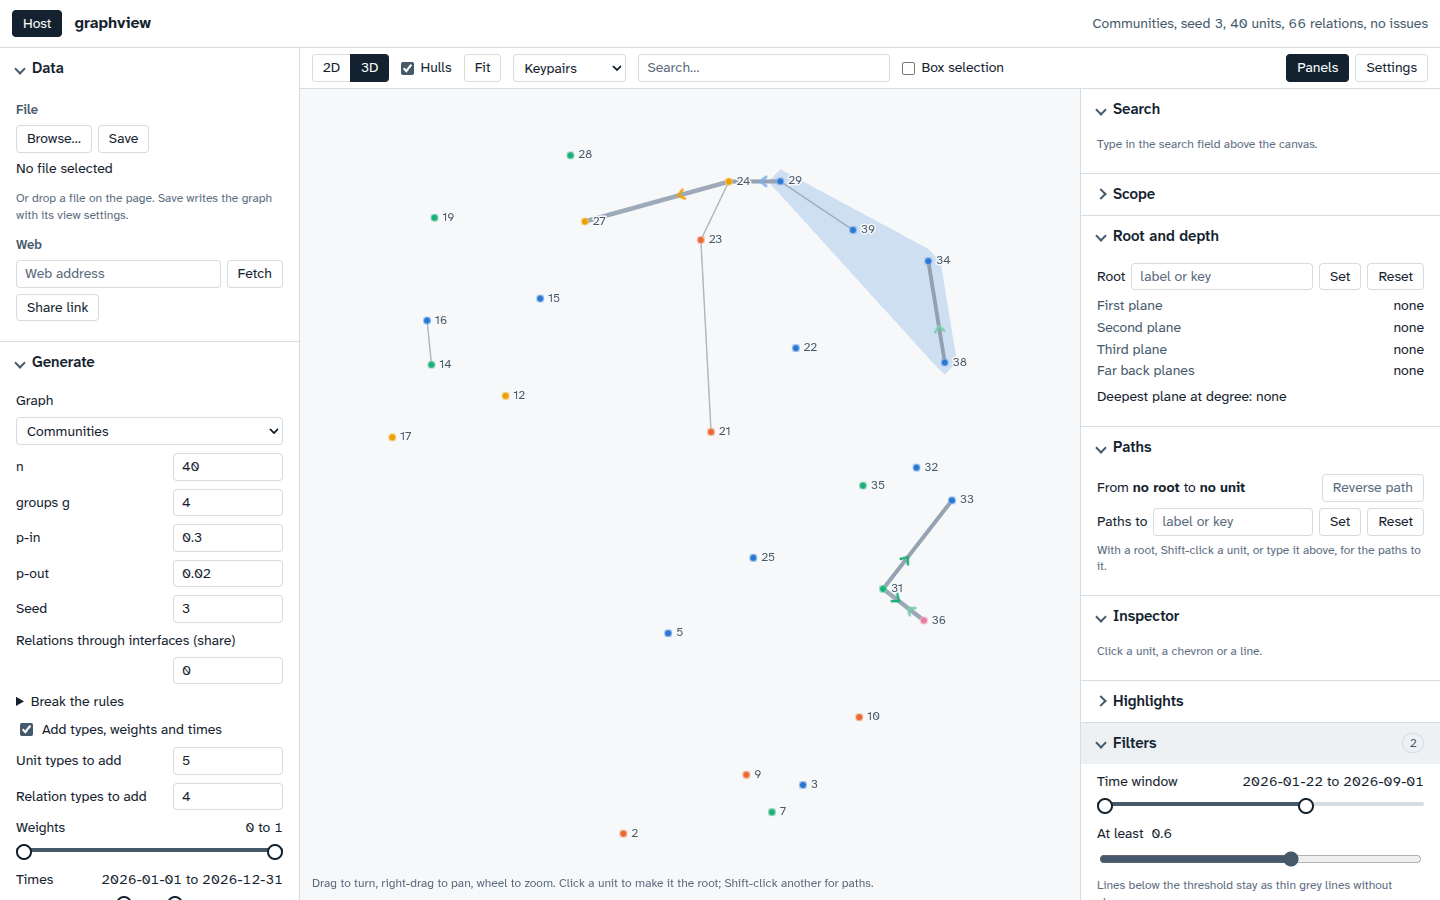 Host graphview
Communities, seed 3, 40 units, 66 relations, no issues
Data
File
Browse... Save
No file selected
Or drop a file on the page. Save writes the graph
with its view settings.
Web
Web address Fetch
Share link
Generate
Graph
Communities
n 40
groups g 4
p-in 0.3
p-out 0.02
Seed 3
Relations through interfaces (share)
0
Break the rules
Add types, weights and times
Unit types to add 5
Relation types to add 4
Weights 0 to 1
Times 2026-01-01 to 2026-12-31
2D 3D Hulls Fit Keypairs Search... Box selection Panels Settings
28
24 29
19
27
39
23
34
15
16
22
14
38
12
21
17
32
35
33
25
31
36
5
10
9
3
7
2
Drag to turn, right-drag to pan, wheel to zoom. Click a unit to make it the root; Shift-click another for paths.
Search
Type in the search field above the canvas.
Scope
Root and depth
Root label or key Set Reset
First plane none
Second plane none
Third plane none
Far back planes none
Deepest plane at degree: none
Paths
From no root to no unit Reverse path
Paths to label or key Set Reset
With a root, Shift-click a unit, or type it above, for the paths to
it.
Inspector
Click a unit, a chevron or a line.
Highlights
Filters 2
Time window 2026-01-22 to 2026-09-01
At least 0.6
Lines below the threshold stay as thin grey lines without